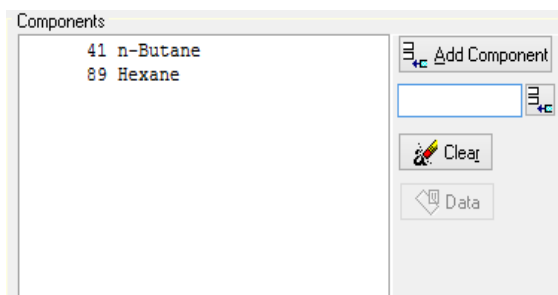 Components
41 n-Butane
89 Hexane
Add Component
Clear
Data